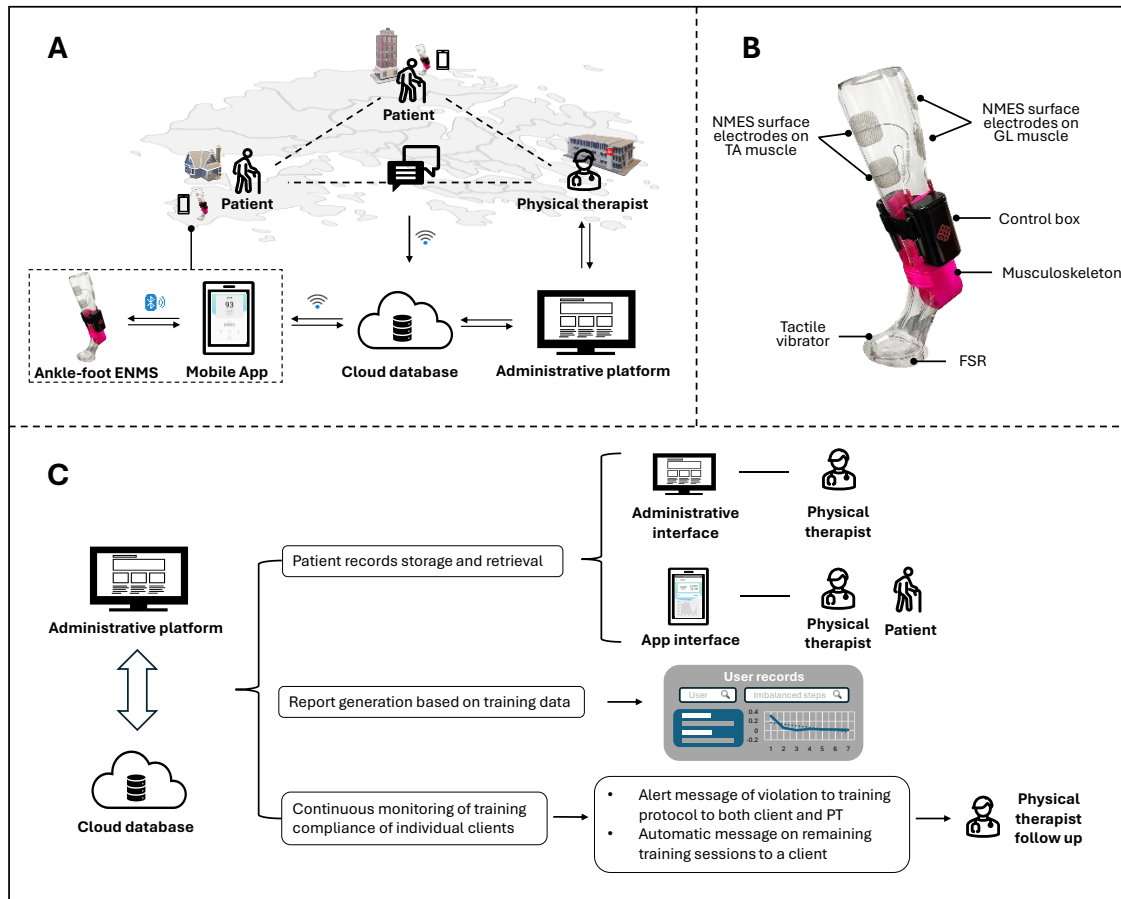 A
Patient
Patient
Physical therapist
93
Ankle-foot ENMS
Mobile App
Cloud database
Administrative platform
B
NMES surface
electrodes on
TA muscle
NMES surface
electrodes on
GL muscle
Control box
Musculoskeleton
Tactile
vibrator
FSR
C
Administrative platform
Cloud database
Patient records storage and retrieval
Administrative
interface
Physical
therapist
App interface
Physical
therapist
Patient
Report generation based on training data
User records
User
Imbalanced steps
0.4
0.2
0
-0.2
1 2 3 4 5 6 7
Continuous monitoring of training
compliance of individual clients
• Alert message of violation to training
protocol to both client and PT
• Automatic message on remaining
training sessions to a client
Physical
therapist
follow up